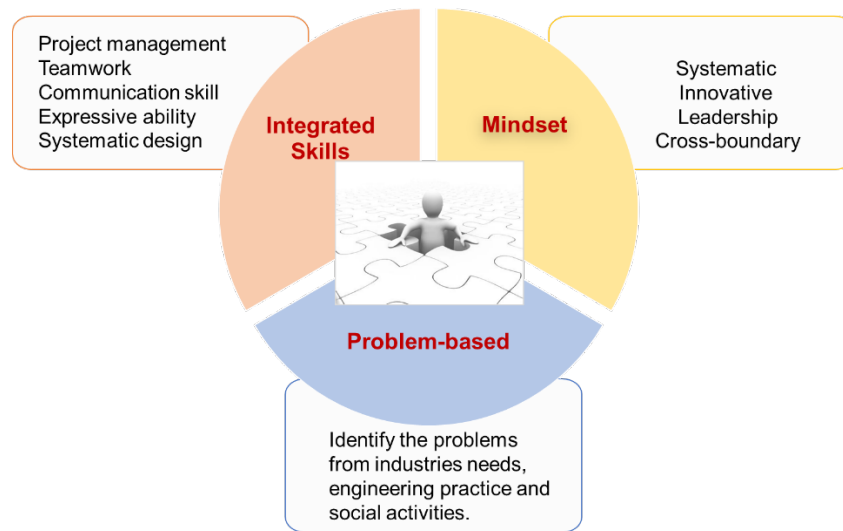 Project management
Teamwork
Communication skill
Expressive ability
Systematic design
Integrated
Skills
Mindset
Systematic
Innovative
Leadership
Cross-boundary
Problem-based
Identify the problems
from industries needs,
engineering practice and
social activities.